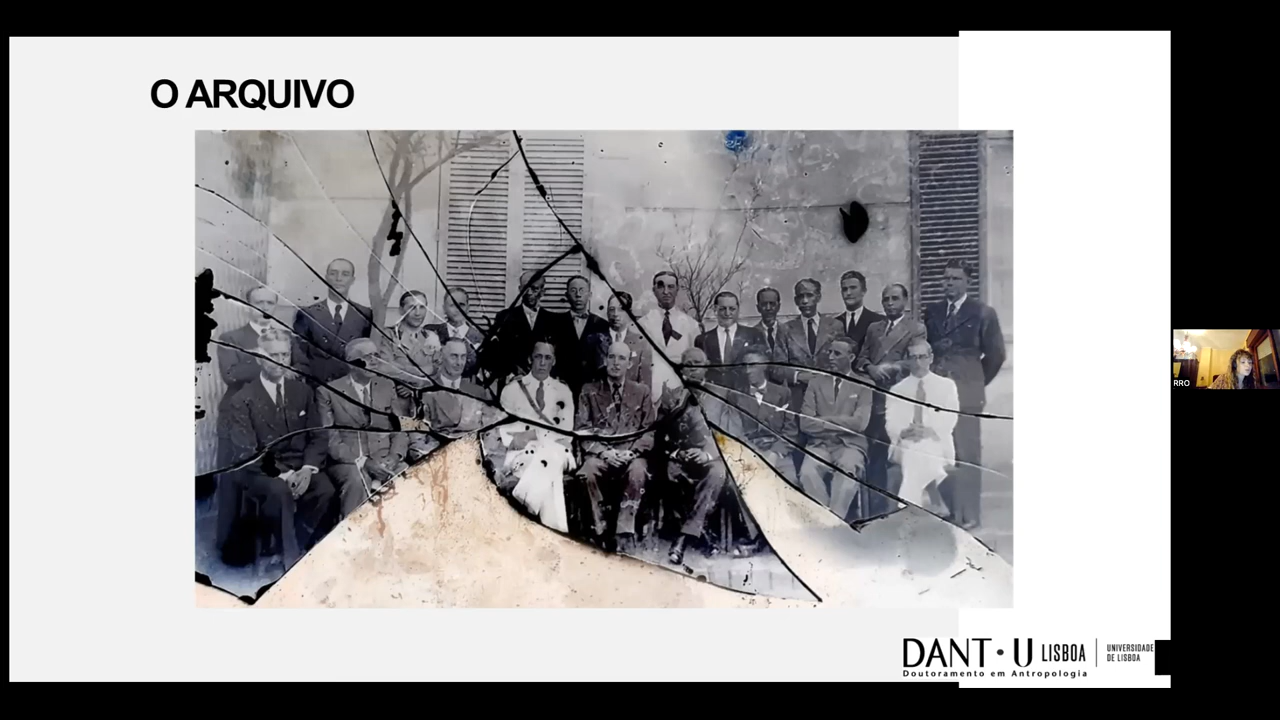 O ARQUIVO
RRO
DANT • U LISBOA
UNIVERSIDADE
DE LISBOA
Doutoramento em Antropologia